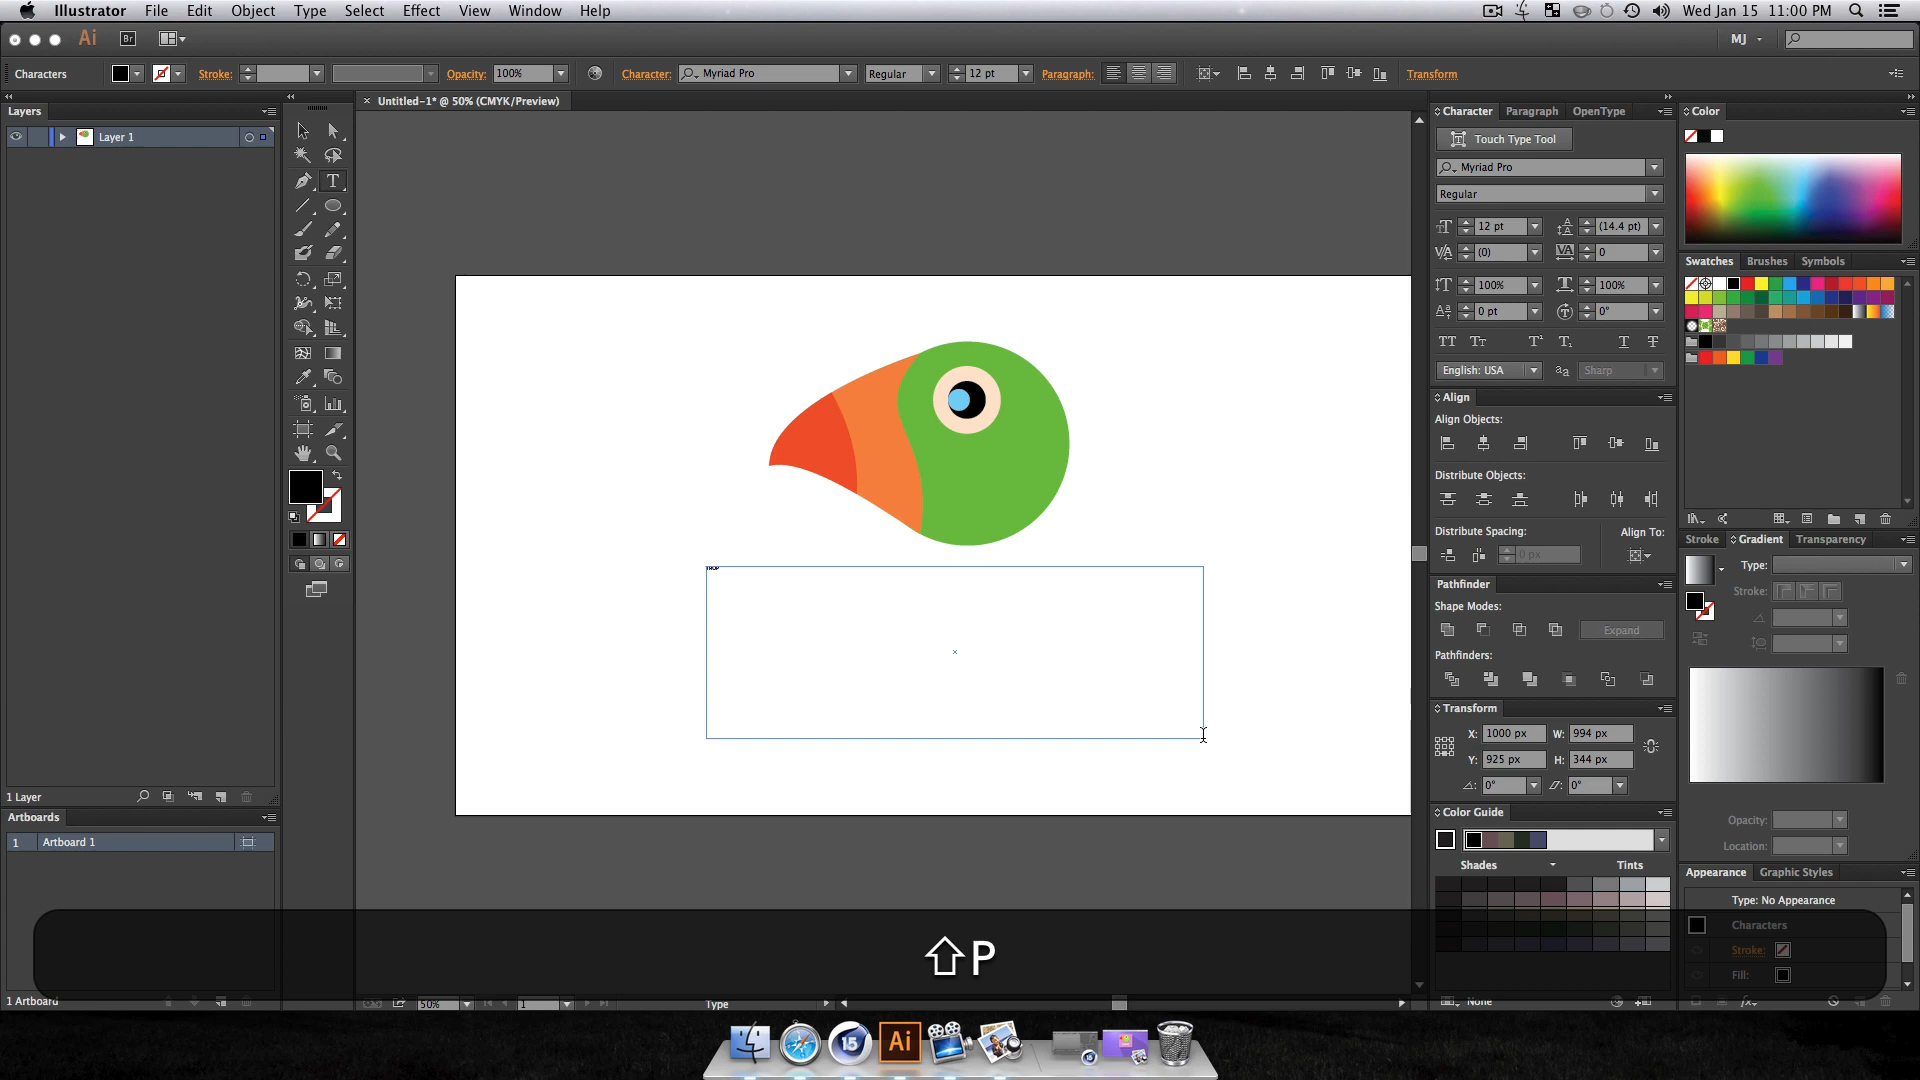 Illustrator File Edit Object Type Select Effect View Window Help Wed Jan 15 11:00 PM
Ai Br MJ
Characters Stroke: Opacity: 100% Character: Myriad Pro Regular 12 pt Paragraph: Transform
Layers
Layer 1
Untitled-1* @ 50% (CMYK/Preview)
Character Paragraph OpenType
Touch Type Tool
Myriad Pro
Regular
12 pt (14.4 pt)
(0) 0
100% 100%
0 pt 0°
English: USA Sharp
Align
Align Objects:
Distribute Objects:
Distribute Spacing: Align To:
0 px
Pathfinder
Shape Modes:
Expand
Pathfinders:
Transform
X: 1000 px W: 994 px
Y: 925 px H: 344 px
0° 0°
Color Guide
Shades Tints
None
Color
Swatches Brushes Symbols
Stroke Gradient Transparency
Type:
Stroke:
Opacity:
Location:
Appearance Graphic Styles
Type: No Appearance
Characters
Stroke:
Fill:
1 Layer
Artboards
1 Artboard 1
1 Artboard
⇧P
50% 1 Type
15 Ai